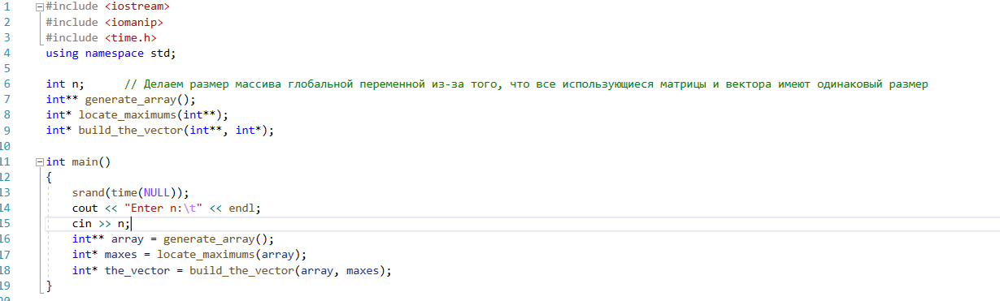 1 #include <iostream>
2 #include <iomanip>
3 #include <time.h>
4 using namespace std;
5
6 int n;      // Делаем размер массива глобальной переменной из-за того, что все использующиеся матрицы и вектора имеют одинаковый размер
7 int** generate_array();
8 int* locate_maximums(int**);
9 int* build_the_vector(int**, int*);
10
11 int main()
12 {
13     srand(time(NULL));
14     cout << "Enter n:\t" << endl;
15     cin >> n;
16     int** array = generate_array();
17     int* maxes = locate_maximums(array);
18     int* the_vector = build_the_vector(array, maxes);
19 }
20